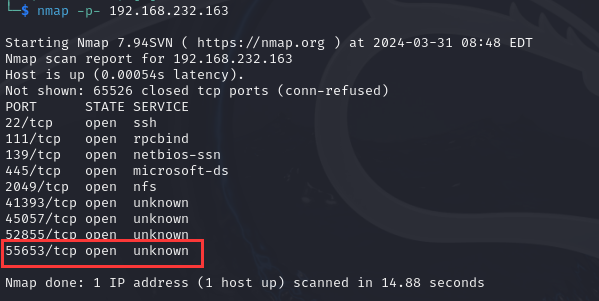 └─$ nmap -p- 192.168.232.163
Starting Nmap 7.94SVN ( https://nmap.org ) at 2024-03-31 08:48 EDT
Nmap scan report for 192.168.232.163
Host is up (0.00054s latency).
Not shown: 65526 closed tcp ports (conn-refused)
PORT      STATE SERVICE
22/tcp    open  ssh
111/tcp   open  rpcbind
139/tcp   open  netbios-ssn
445/tcp   open  microsoft-ds
2049/tcp  open  nfs
41393/tcp open  unknown
45057/tcp open  unknown
52855/tcp open  unknown
55653/tcp open  unknown
Nmap done: 1 IP address (1 host up) scanned in 14.88 seconds